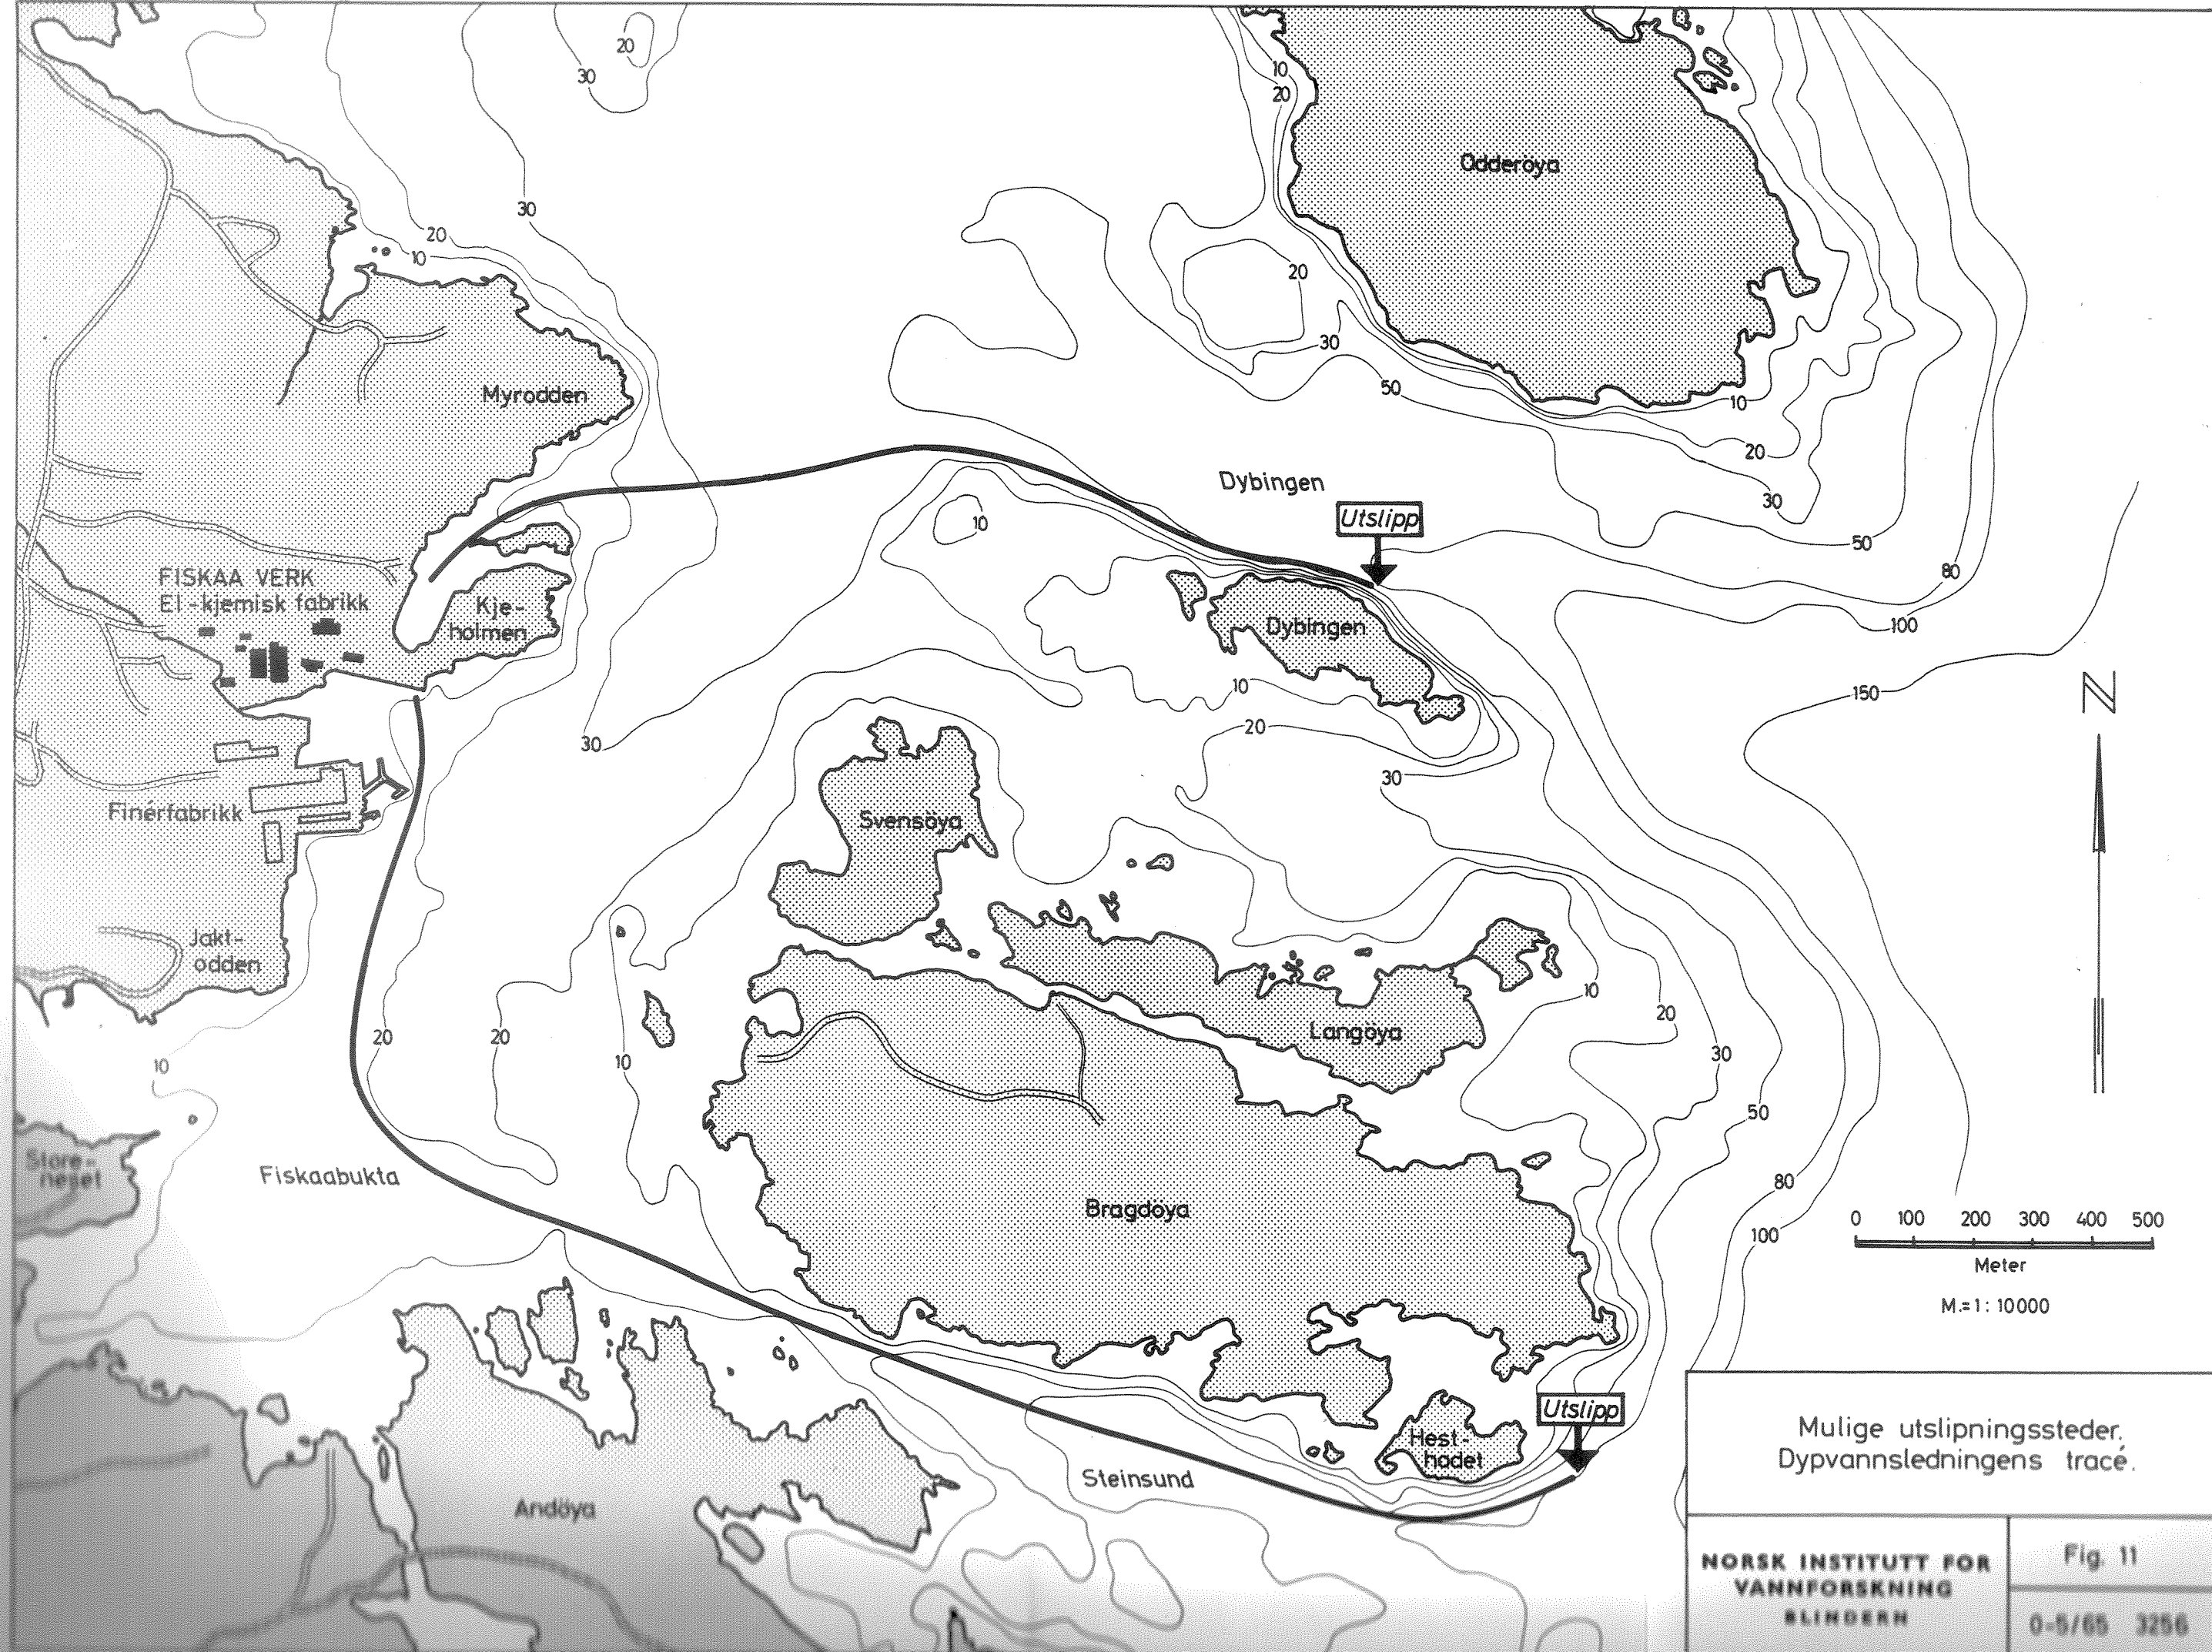 20
30
10
20
Odderøya
30
20
10
20
30
50
Myrodden
10
20
30
Dybingen
10
Utslipp
50
80
100
FISKAA VERK
El-kjemisk fabrikk
Kje-
holmen
Dybingen
10
20
30
30
150
N
Finérfabrikk
Svensöya
Jakt-
odden
10
20
30
Langöya
20
20
10
10
50
80
100
Store-
neset
Fiskaabukta
Bragdöya
0 100 200 300 400 500
Meter
M.=1:10000
Utslipp
Hest-
hodet
Steinsund
Andöya
Mulige utslipningssteder.
Dypvannsledningens tracé.
NORSK INSTITUTT FOR
VANNFORSKNING
BLINDERN
Fig. 11
0-5/65 3256